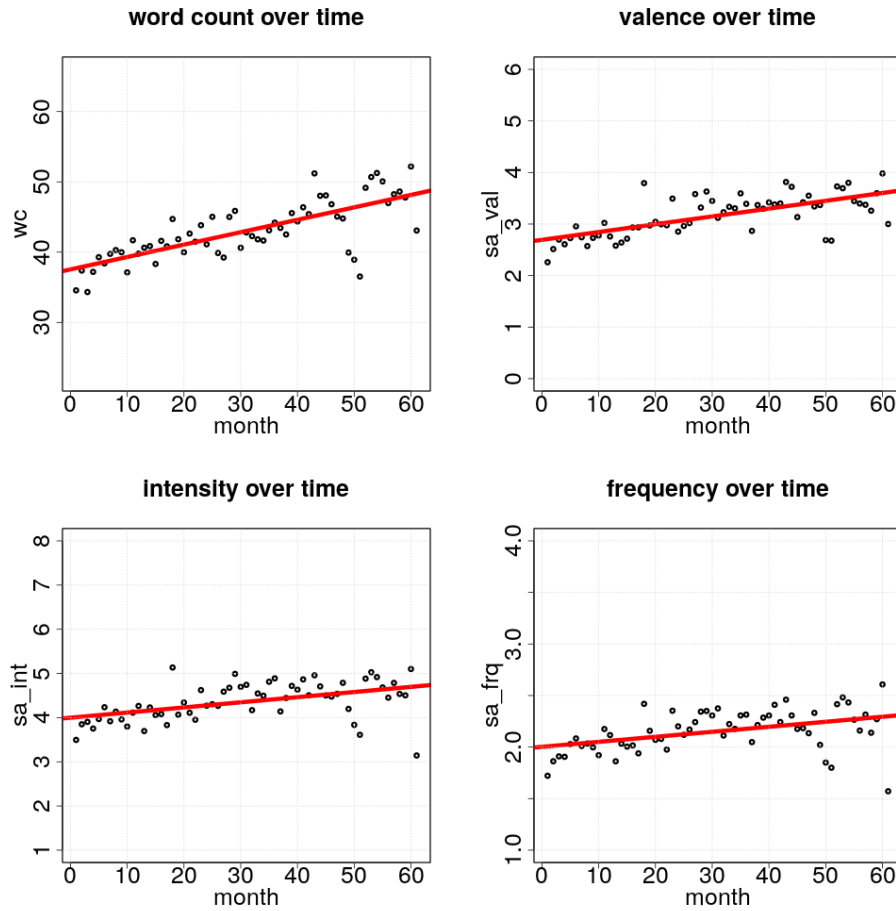 word count over time
valence over time
wc
30 40 50 60
0 10 20 30 40 50 60
month
sa_val
0 1 2 3 4 5 6
0 10 20 30 40 50 60
month
intensity over time
frequency over time
sa_int
1 2 3 4 5 6 7 8
0 10 20 30 40 50 60
month
sa_frq
1.0 2.0 3.0 4.0
0 10 20 30 40 50 60
month